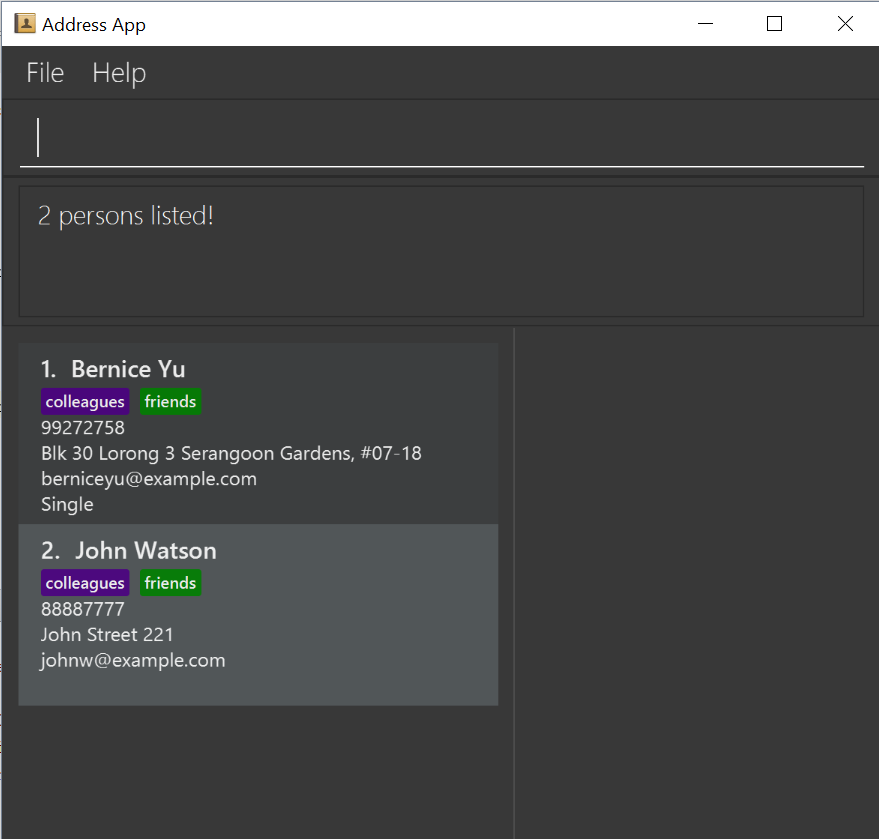 Address App
File Help
2 persons listed!
1. Bernice Yu
colleagues friends
99272758
Blk 30 Lorong 3 Serangoon Gardens, #07-18
berniceyu@example.com
Single
2. John Watson
colleagues friends
88887777
John Street 221
johnw@example.com